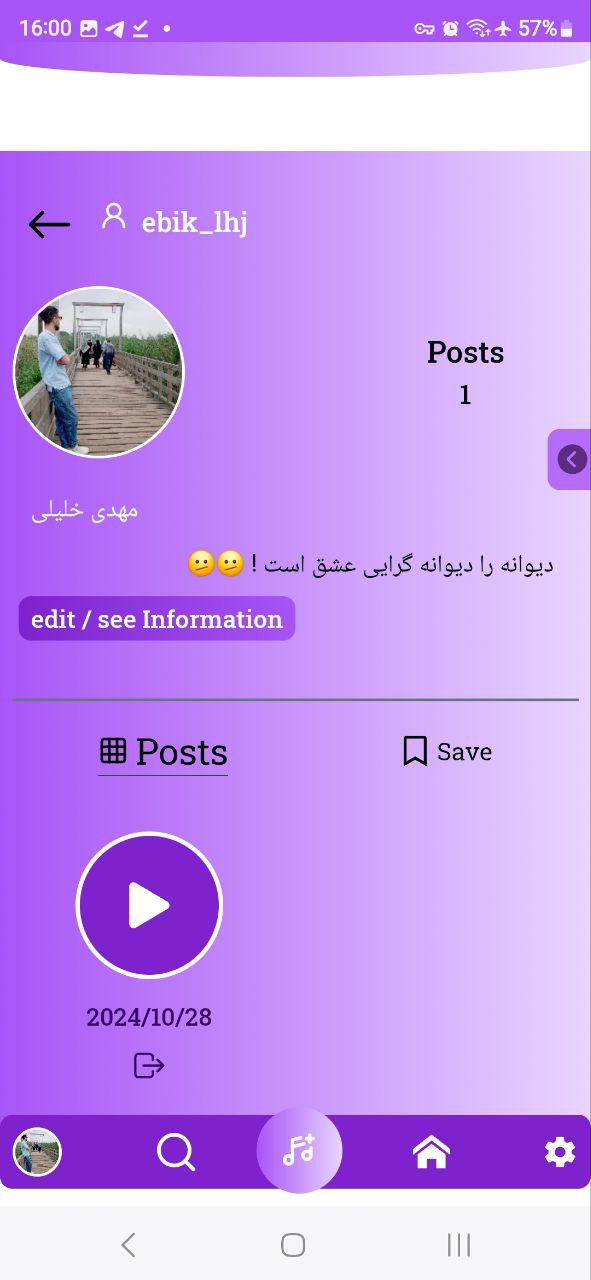 16:00 57%
ebik_lhj
Posts
1
مهدی خلیلی
دیوانه را دیوانه گرایی عشق است ! 🫤🫤
edit / see Information
Posts Save
2024/10/28